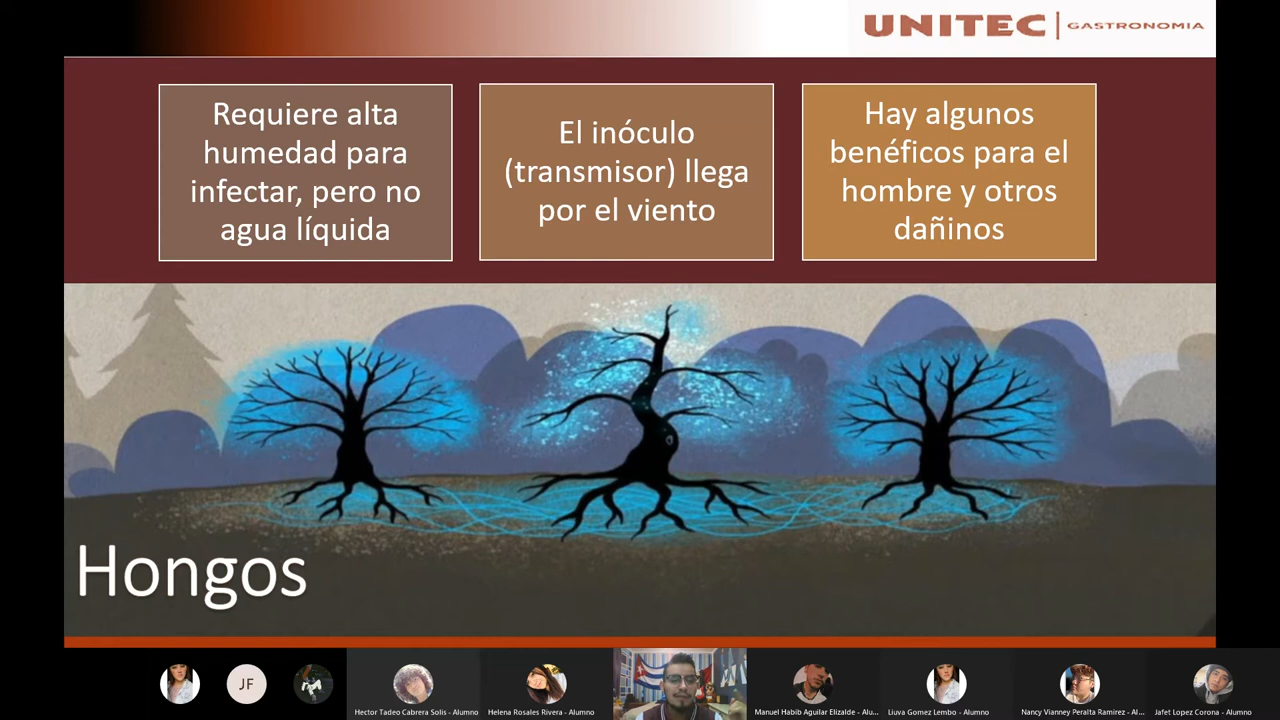 UNITEC | GASTRONOMIA
Requiere alta
humedad para
infectar, pero no
agua líquida
El inóculo
(transmisor) llega
por el viento
Hay algunos
benéficos para el
hombre y otros
dañinos
Hongos
JF
Hector Tadeo Cabrera Solis - Alumno
Helena Rosales Rivera - Alumno
Manuel Habib Aguilar Elizalde - Alu...
Liuva Gomez Lembo - Alumno
Nancy Vianney Peralta Ramirez - Al...
Jafet Lopez Corona - Alumno